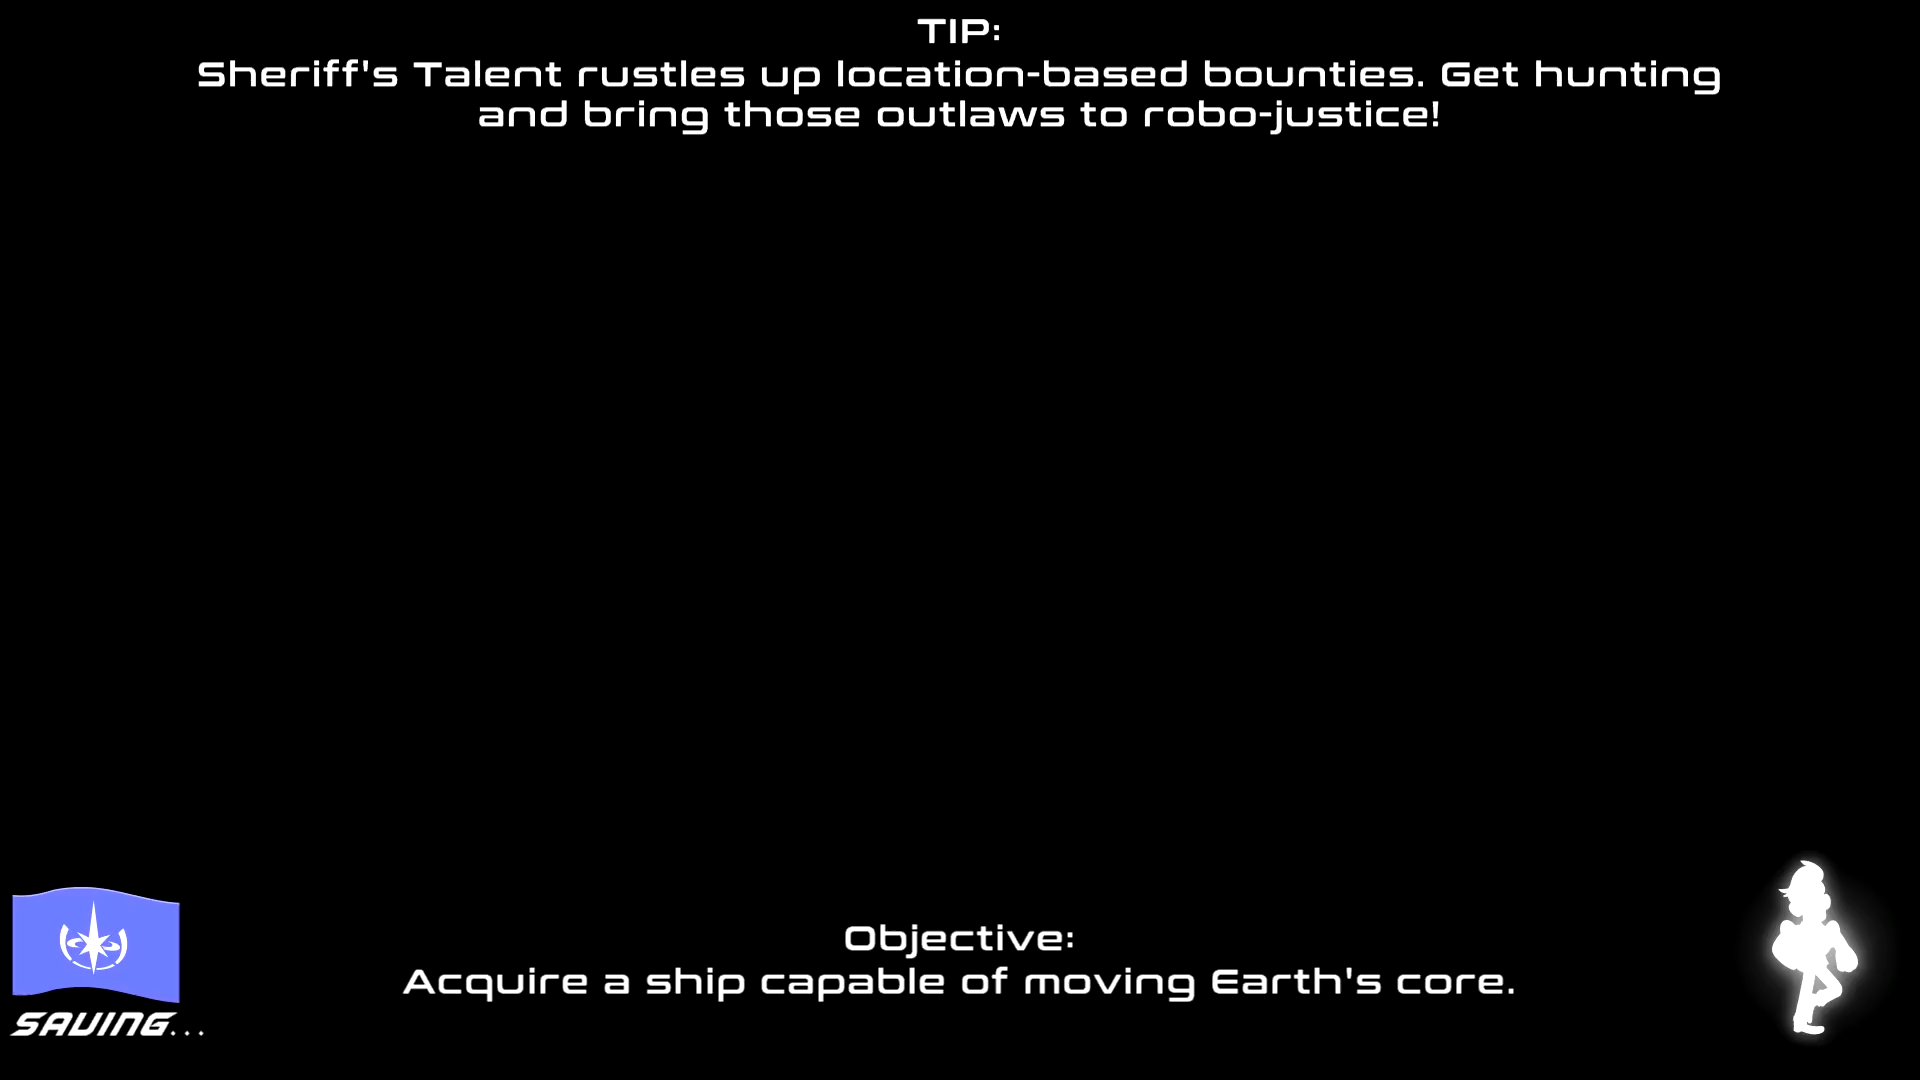 TIP:
Sheriff's Talent rustles up location-based bounties. Get hunting
and bring those outlaws to robo-justice!
Objective:
Acquire a ship capable of moving Earth's core.
SAVING...